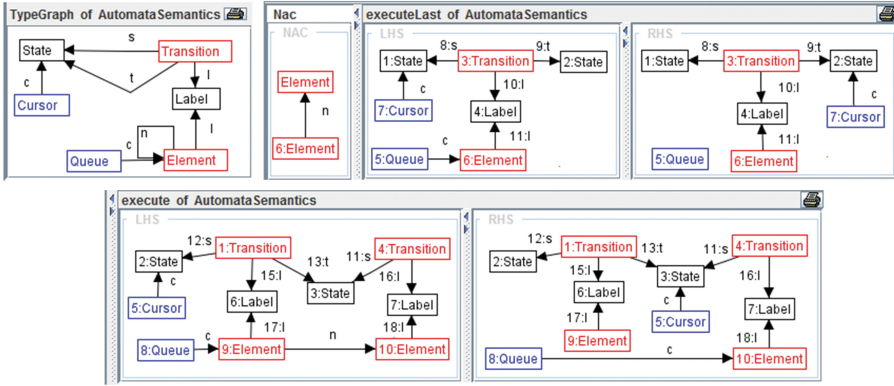 TypeGraph of AutomataSemantics
State
s
Transition
t
l
c
Label
Cursor
n
l
c
Queue
Element
Nac
NAC
Element
n
6:Element
executeLast of AutomataSemantics
LHS
8:s
9:t
1:State
3:Transition
2:State
c
10:l
7:Cursor
4:Label
11:l
c
5:Queue
6:Element
RHS
8:s
9:t
1:State
3:Transition
2:State
10:l
c
4:Label
7:Cursor
11:l
5:Queue
6:Element
execute of AutomataSemantics
LHS
12:s
1:Transition
11:s
4:Transition
13:t
2:State
15:l
16:l
c
6:Label
3:State
5:Cursor
7:Label
17:l
18:l
c
n
8:Queue
9:Element
10:Element
RHS
12:s
1:Transition
13:t
11:s
4:Transition
2:State
15:l
3:State
16:l
6:Label
c
7:Label
17:l
5:Cursor
9:Element
18:l
c
8:Queue
10:Element